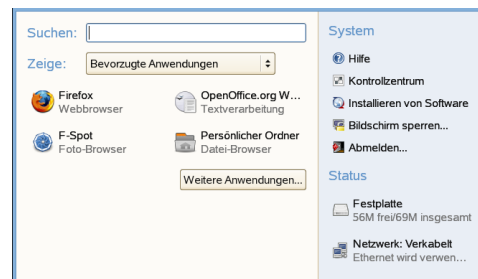 Suchen:
Zeige: Bevorzugte Anwendungen
Firefox
Webbrowser
OpenOffice.org W...
Textverarbeitung
F-Spot
Foto-Browser
Persönlicher Ordner
Datei-Browser
Weitere Anwendungen...
System
Hilfe
Kontrollzentrum
Installieren von Software
Bildschirm sperren...
Abmelden...
Status
Festplatte
56M frei/69M insgesamt
Netzwerk: Verkabelt
Ethernet wird verwen...